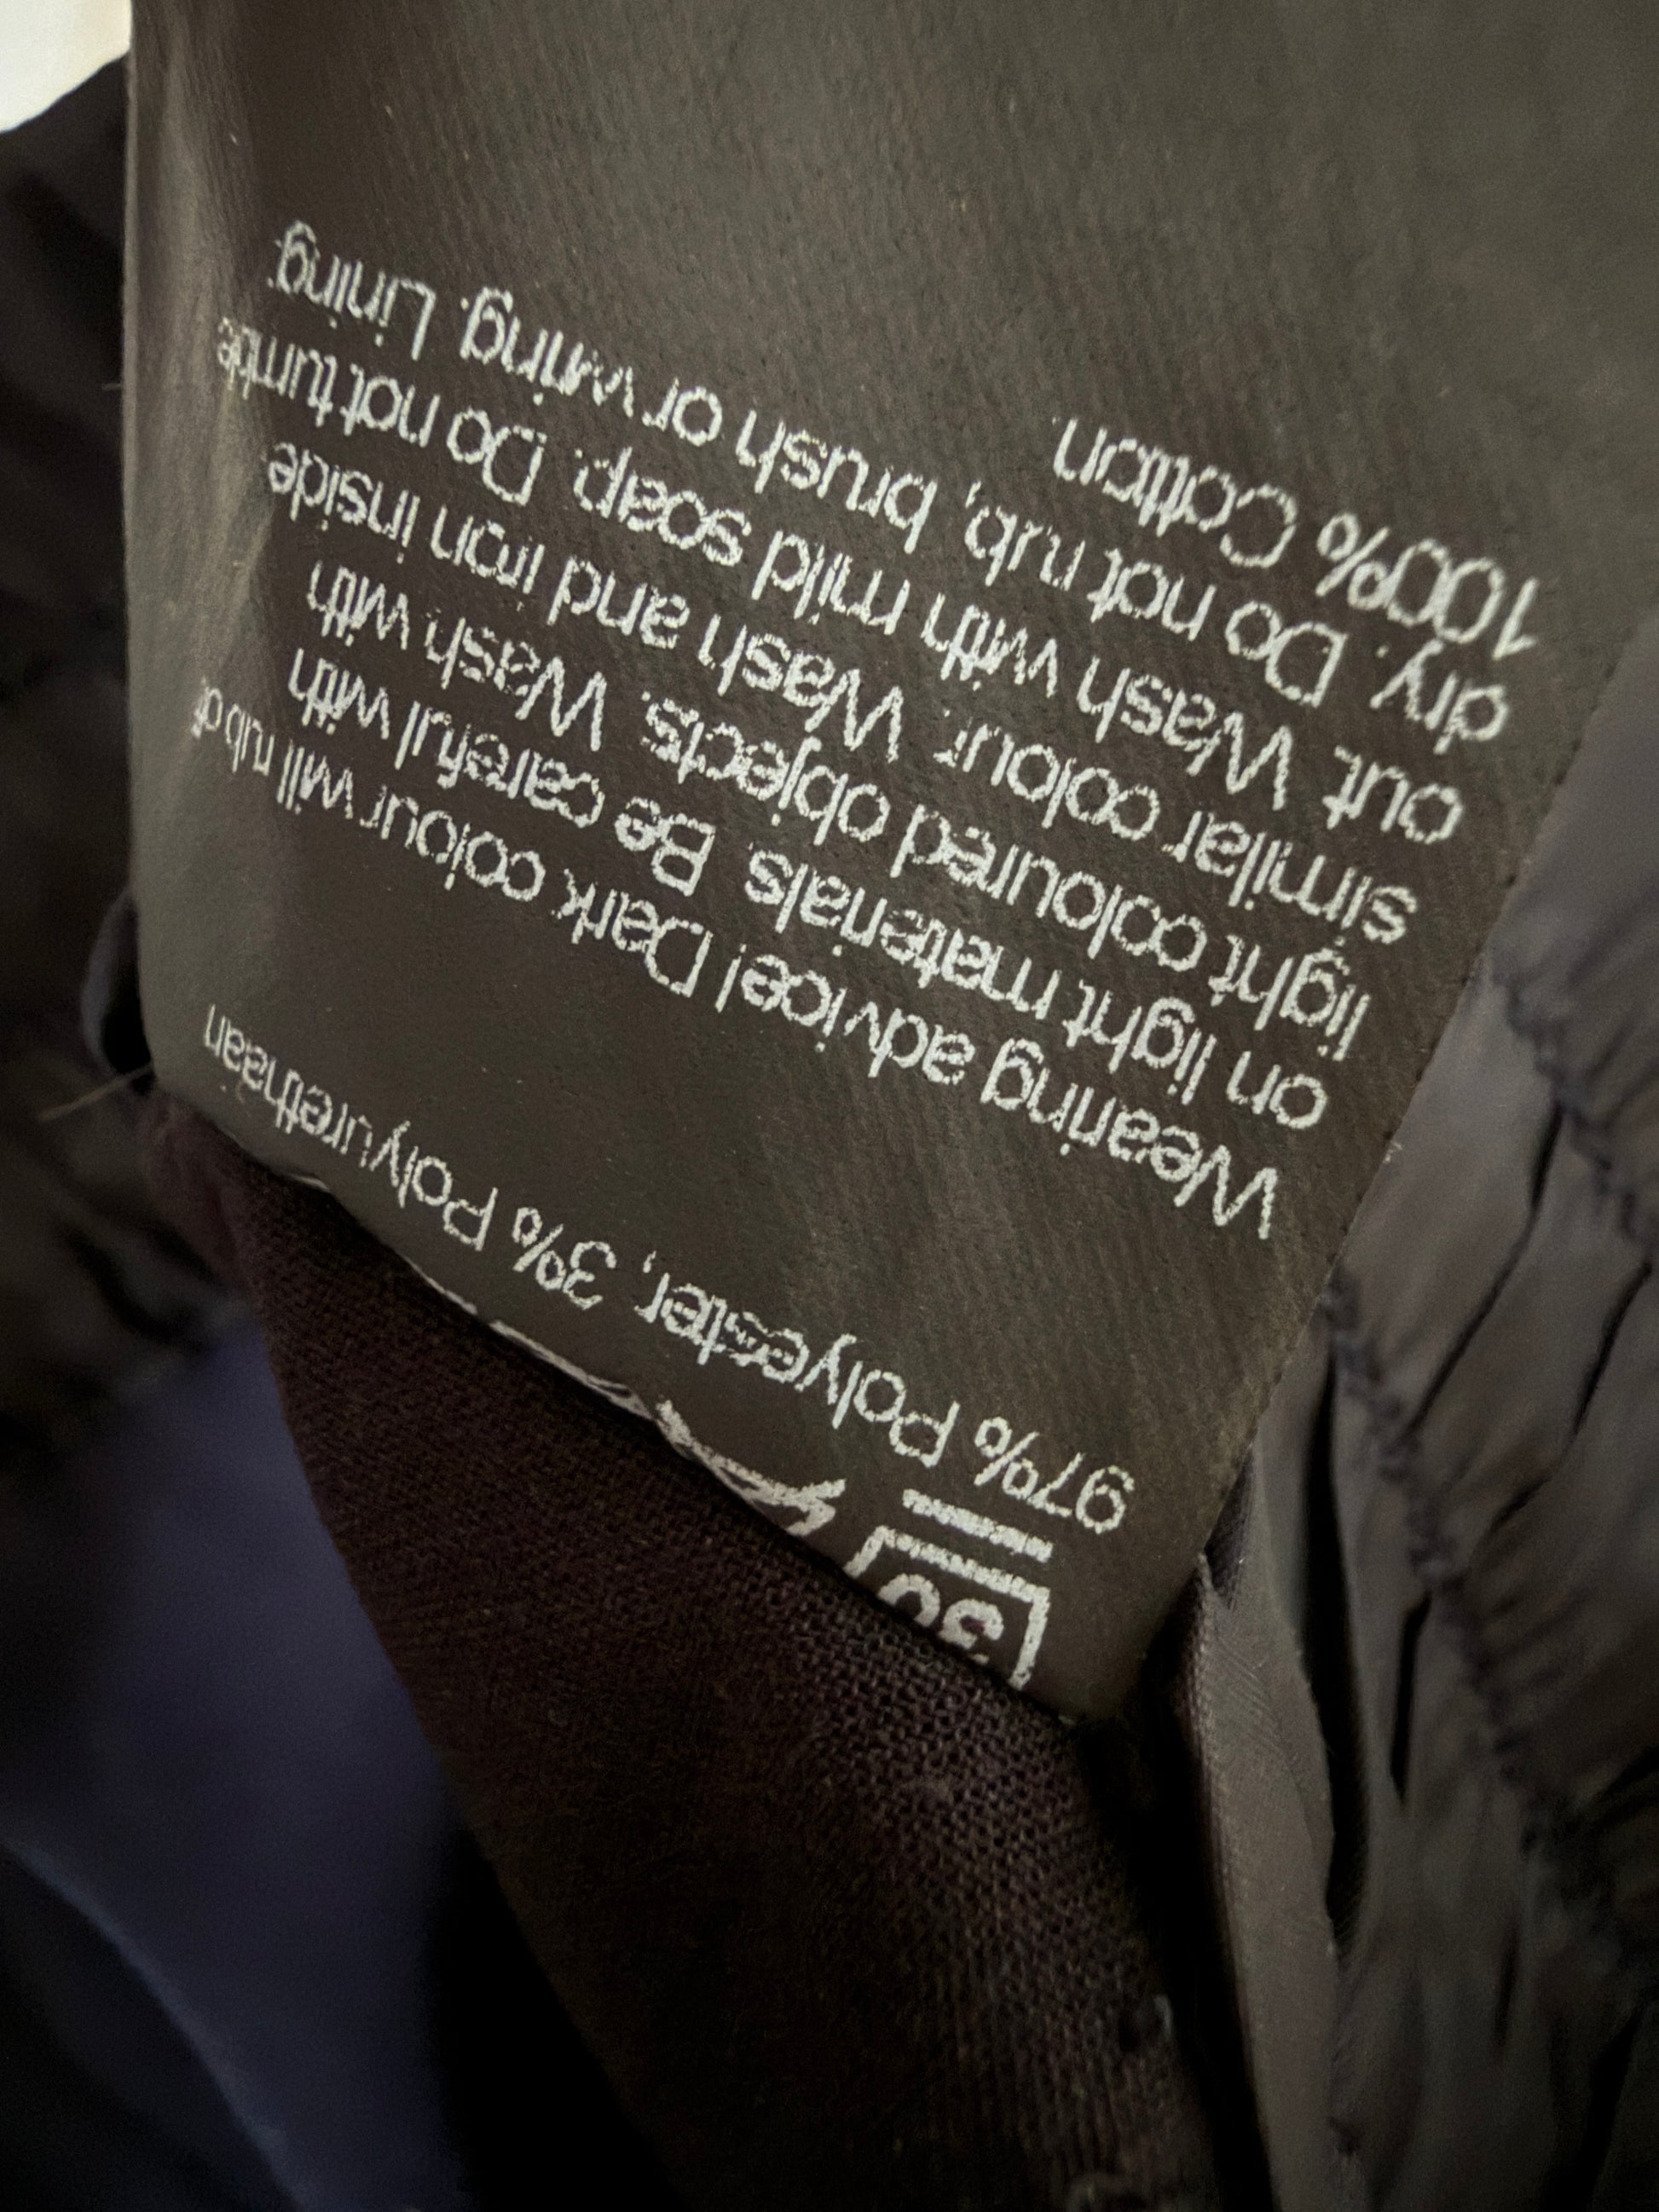 30
97% Polyester, 3% Polyurethaan
Wearing advice! Dark colour will rub of
on light materials. Be careful with
light coloured objects. Wash with
similar colour. Wash and iron inside
out. Wash with mild soap. Do not tumble
dry. Do not rub, brush or wring. Lining:
100% Cotton